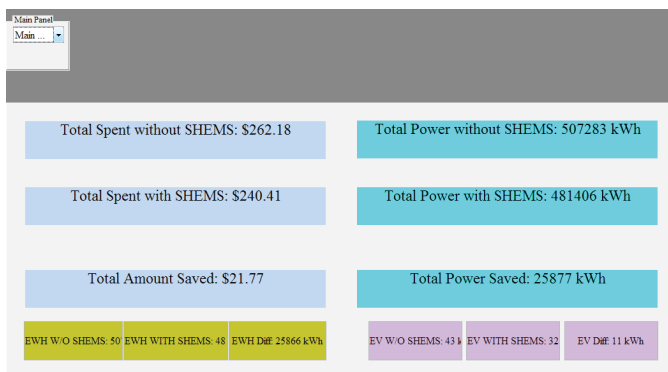 Main Panel
Main ...
Total Spent without SHEMS: $262.18
Total Power without SHEMS: 507283 kWh
Total Spent with SHEMS: $240.41
Total Power with SHEMS: 481406 kWh
Total Amount Saved: $21.77
Total Power Saved: 25877 kWh
EWH W/O SHEMS: 50 EWH WITH SHEMS: 48 EWH Diff: 25866 kWh
EV W/O SHEMS: 43 k EV WITH SHEMS: 32 EV Diff: 11 kWh